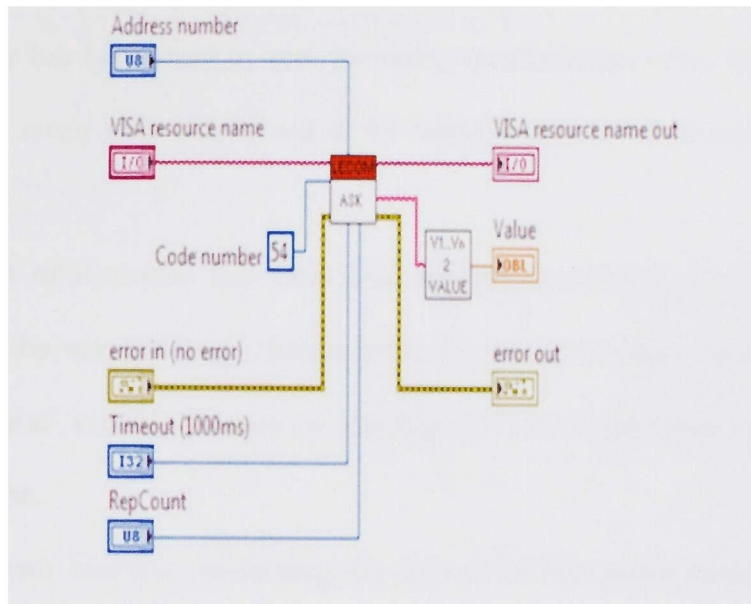 Address number
U8
VISA resource name
I/O
VISA resource name out
I/O
LECOM
ASK
Code number 54
V1..Vn
2
VALUE
Value
DBL
error in (no error)
error out
Timeout (1000ms)
I32
RepCount
U8